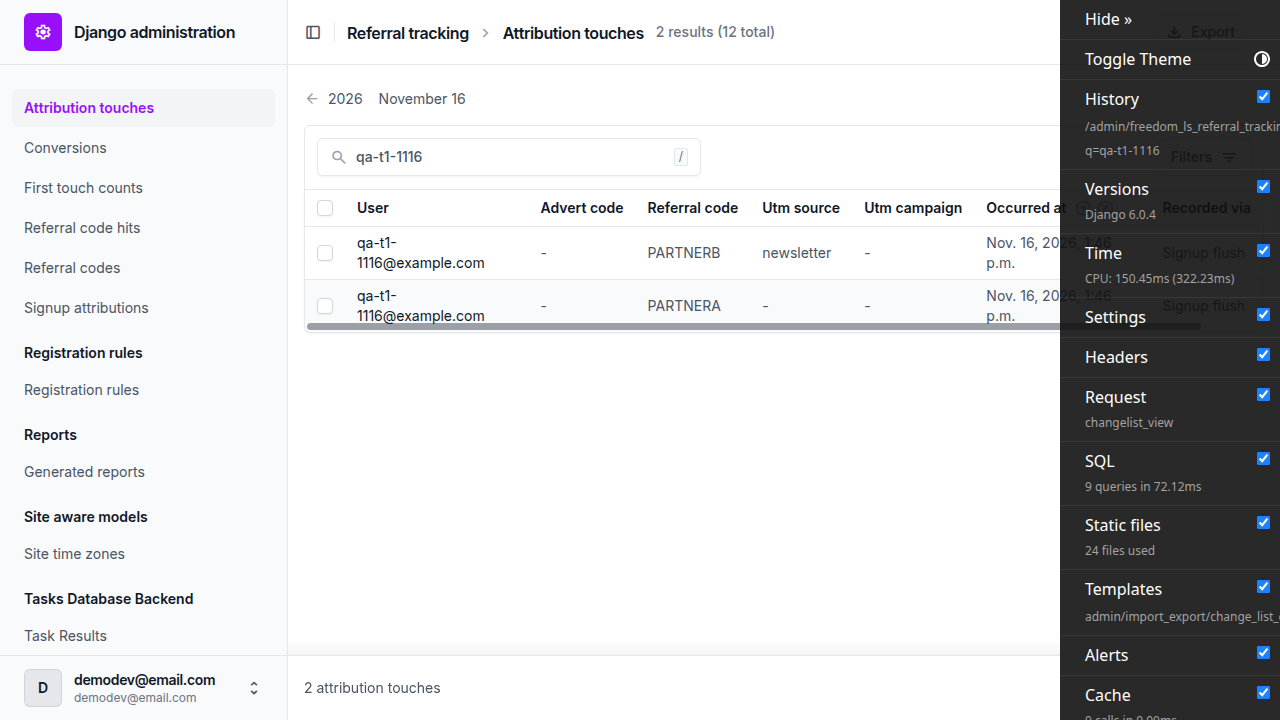 Django administration
Attribution touches
Conversions
First touch counts
Referral code hits
Referral codes
Signup attributions
Registration rules
Registration rules
Reports
Generated reports
Site aware models
Site time zones
Tasks Database Backend
Task Results
D
demodev@email.com
demodev@email.com
Referral tracking › Attribution touches 2 results (12 total)
Export
← 2026 November 16
qa-t1-1116 /
Filters
User Advert code Referral code Utm source Utm campaign Occurred at Recorded via
qa-t1-1116@example.com - PARTNERB newsletter - Nov. 16, 2026, 1:46 p.m. Signup flush
qa-t1-1116@example.com - PARTNERA - - Nov. 16, 2026, 1:46 p.m. Signup flush
2 attribution touches
Hide »
Toggle Theme
History
/admin/freedom_ls_referral_trackin
q=qa-t1-1116
Versions
Django 6.0.4
Time
CPU: 150.45ms (322.23ms)
Settings
Headers
Request
changelist_view
SQL
9 queries in 72.12ms
Static files
24 files used
Templates
admin/import_export/change_list_
Alerts
Cache
0 calls in 0.00ms